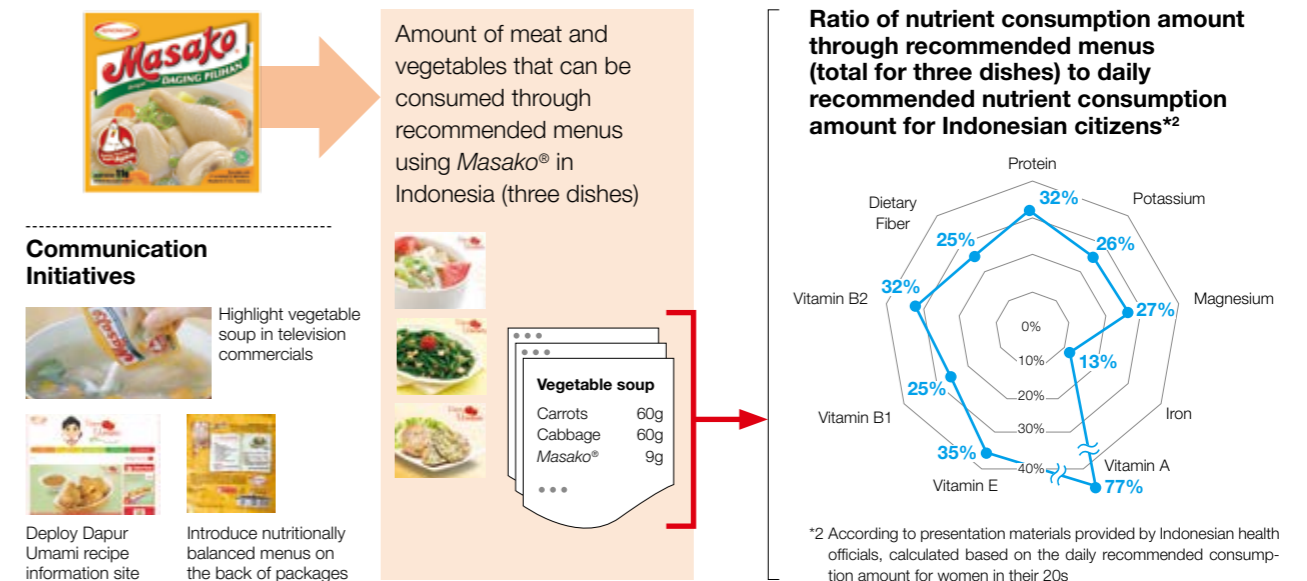 AJINOMOTO
Masako®
DAGING PILIHAN
Amount of meat and
vegetables that can be
consumed through
recommended menus
using Masako® in
Indonesia (three dishes)
Communication
Initiatives
Masako
Highlight vegetable
soup in television
commercials
Deploy Dapur
Umami recipe
information site
Introduce nutritionally
balanced menus on
the back of packages
Vegetable soup
Carrots 60g
Cabbage 60g
Masako® 9g
Ratio of nutrient consumption amount
through recommended menus
(total for three dishes) to daily
recommended nutrient consumption
amount for Indonesian citizens*2
Protein
32%
Potassium
26%
Magnesium
27%
Iron
13%
Vitamin A
77%
Vitamin E
35%
Vitamin B1
25%
Vitamin B2
32%
Dietary
Fiber
25%
0%
10%
20%
30%
40%
*2 According to presentation materials provided by Indonesian health
officials, calculated based on the daily recommended consump-
tion amount for women in their 20s